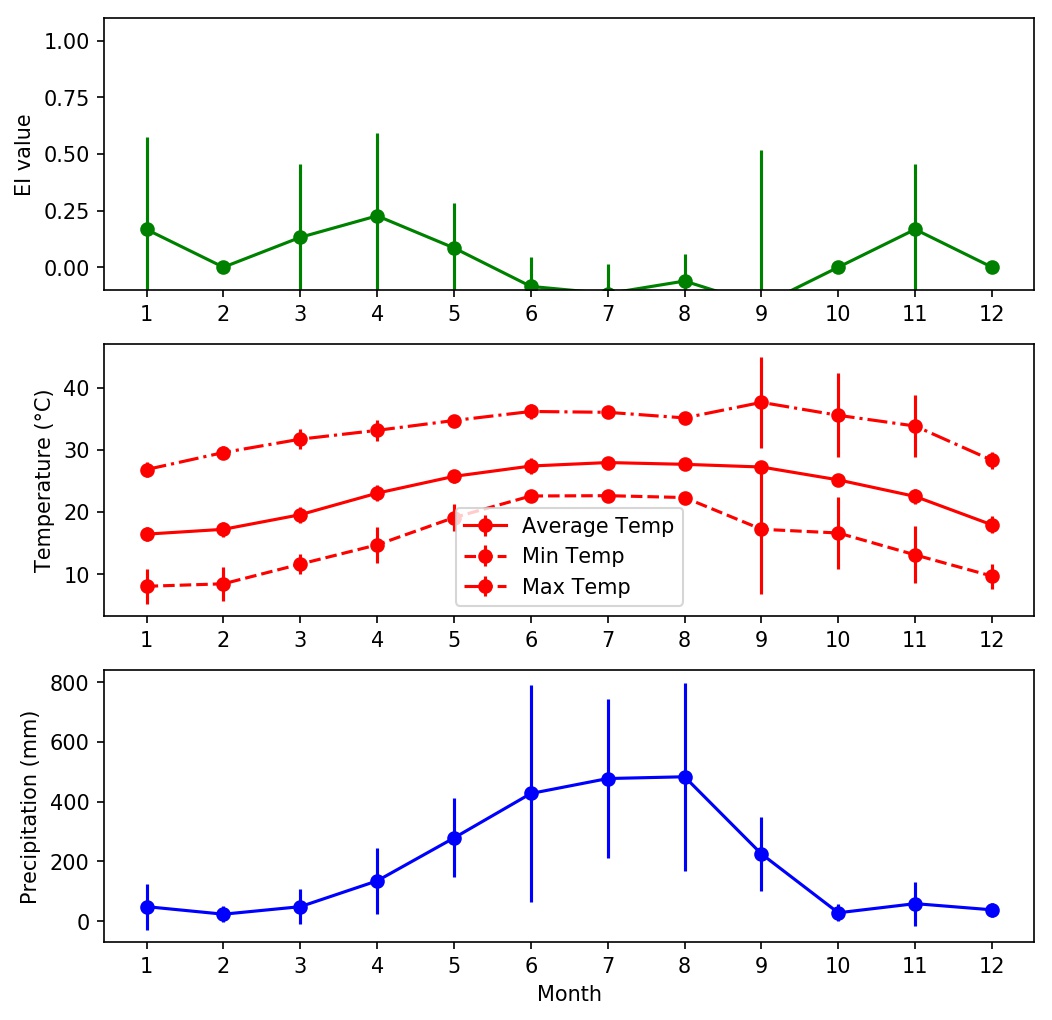 EI value
1.00
0.75
0.50
0.25
0.00
1 2 3 4 5 6 7 8 9 10 11 12
Temperature (°C)
40
30
20
10
Average Temp
Min Temp
Max Temp
1 2 3 4 5 6 7 8 9 10 11 12
Precipitation (mm)
800
600
400
200
0
1 2 3 4 5 6 7 8 9 10 11 12
Month